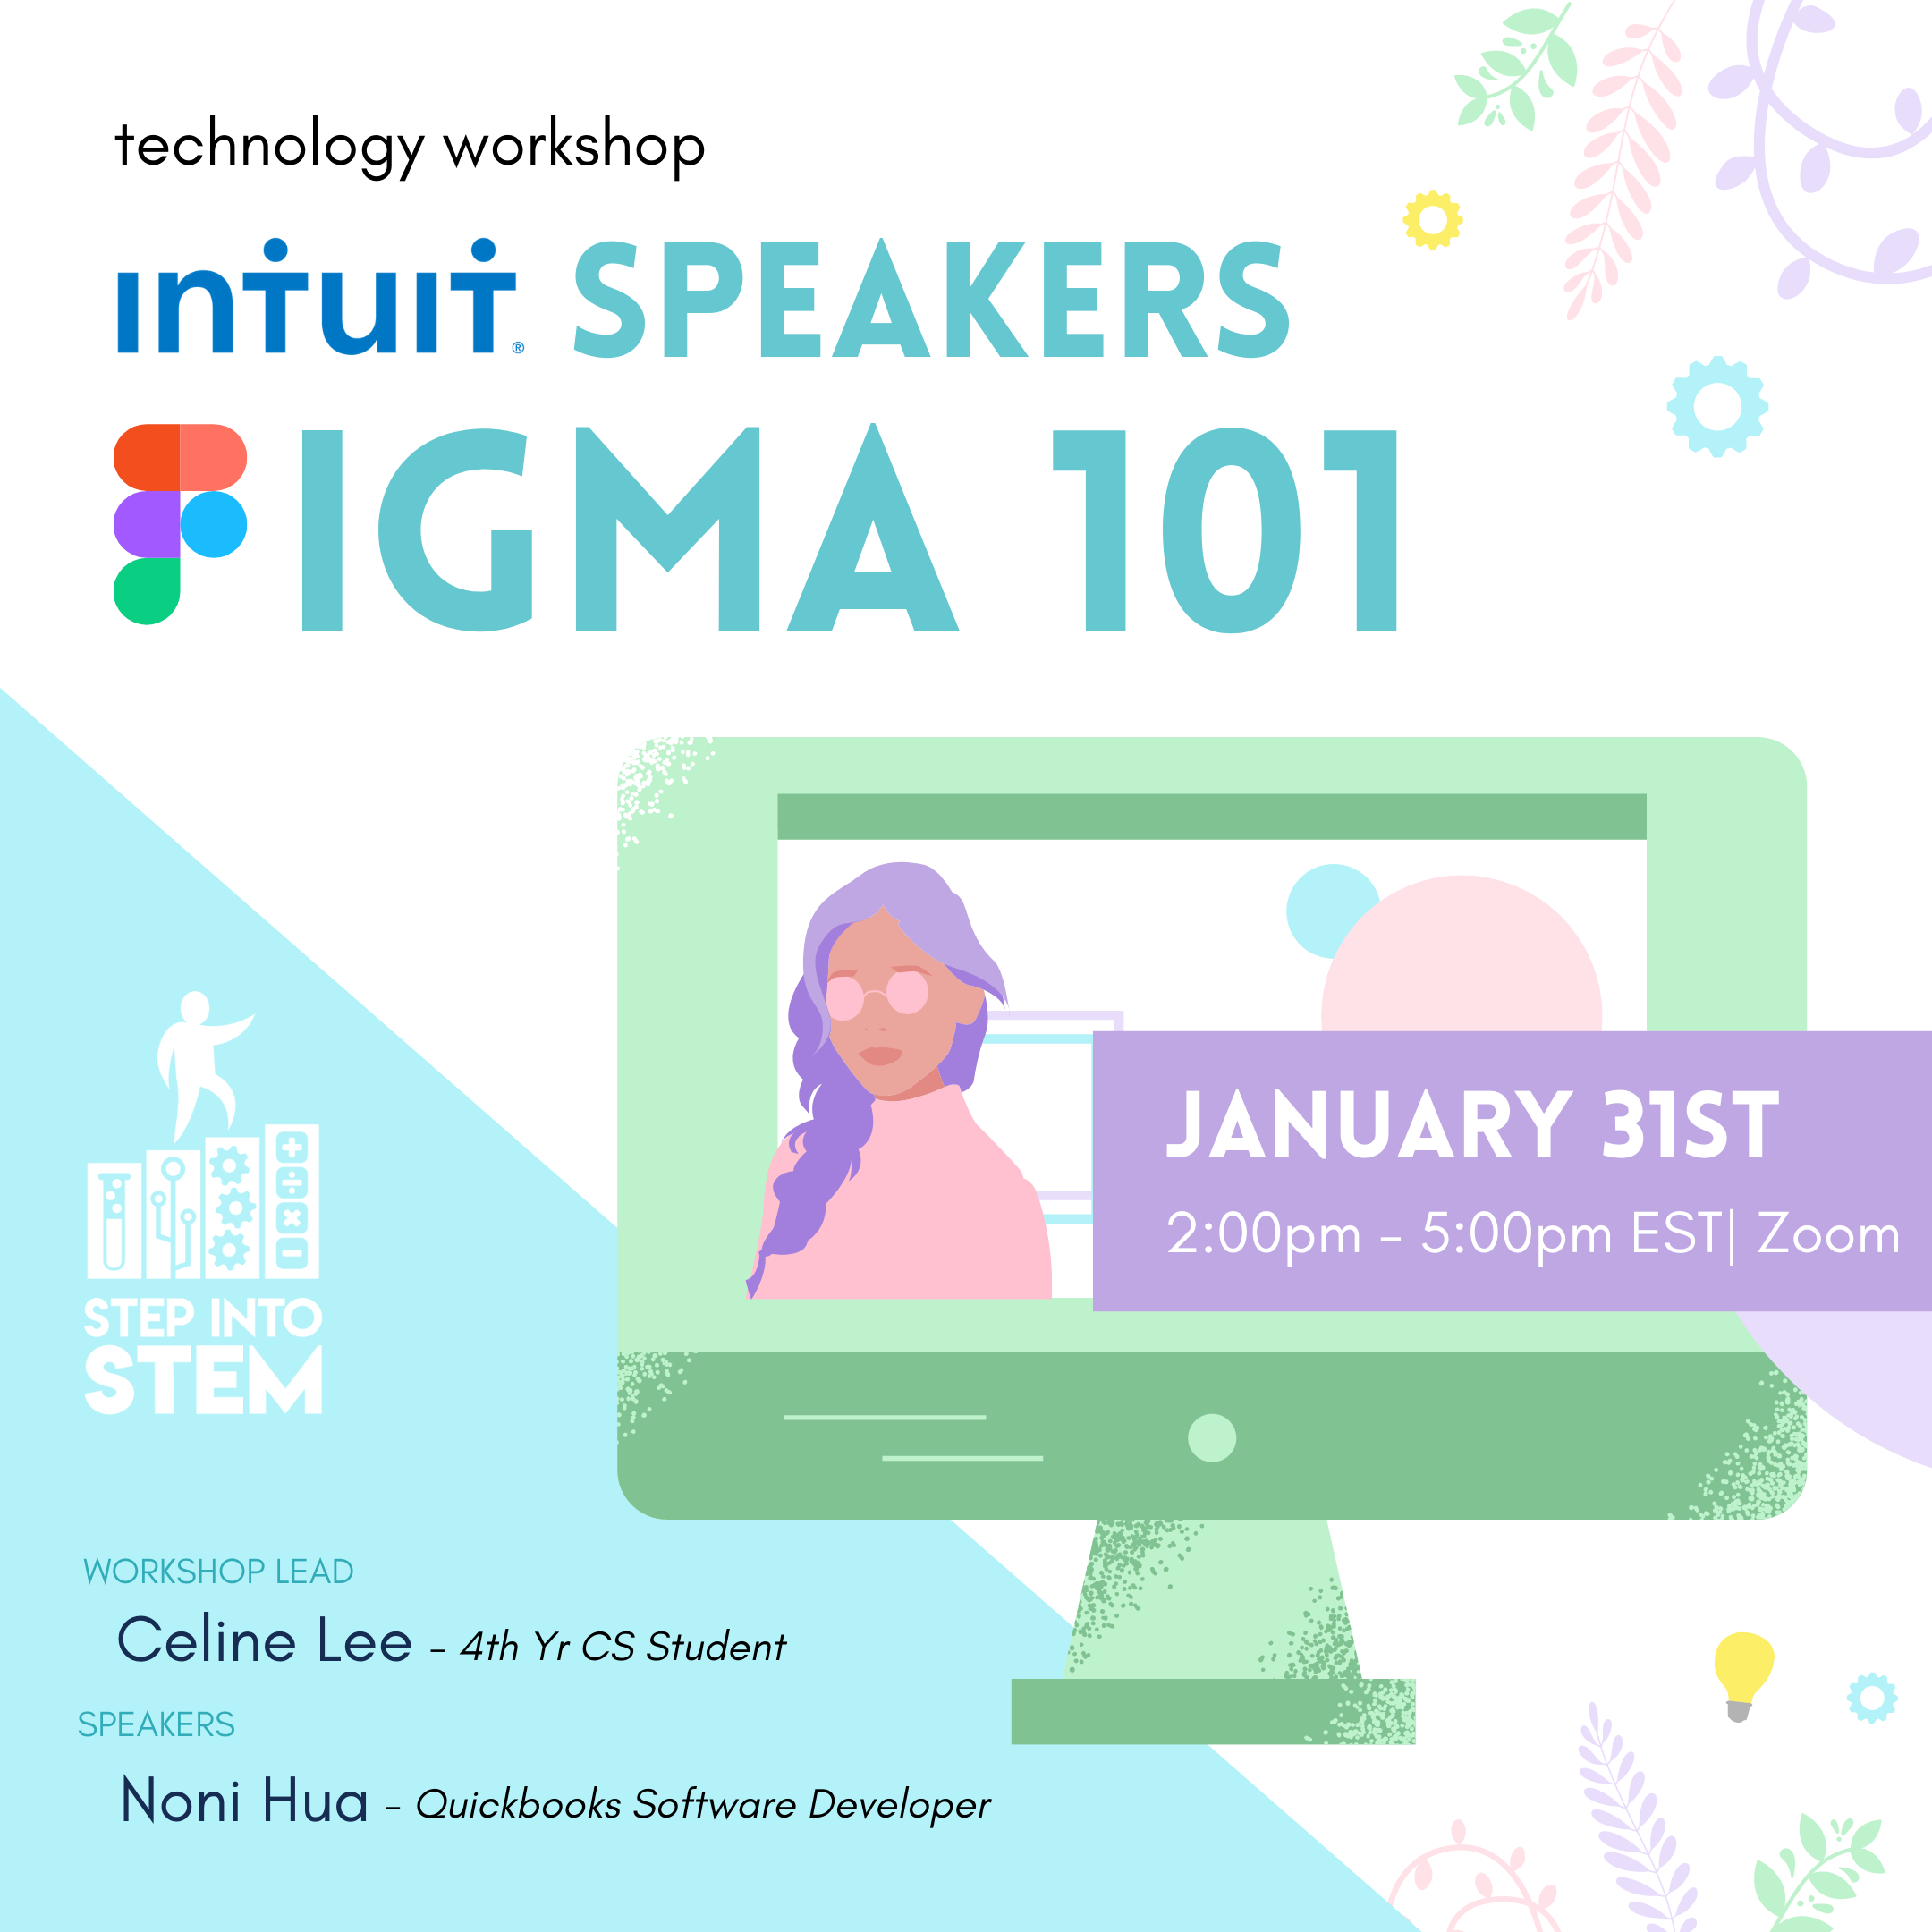 technology workshop
intuit® SPEAKERS
FIGMA 101
JANUARY 31ST
2:00pm – 5:00pm EST| Zoom
STEP INTO
STEM
WORKSHOP LEAD
Celine Lee – 4th Yr CS Student
SPEAKERS
Noni Hua – Quickbooks Software Developer